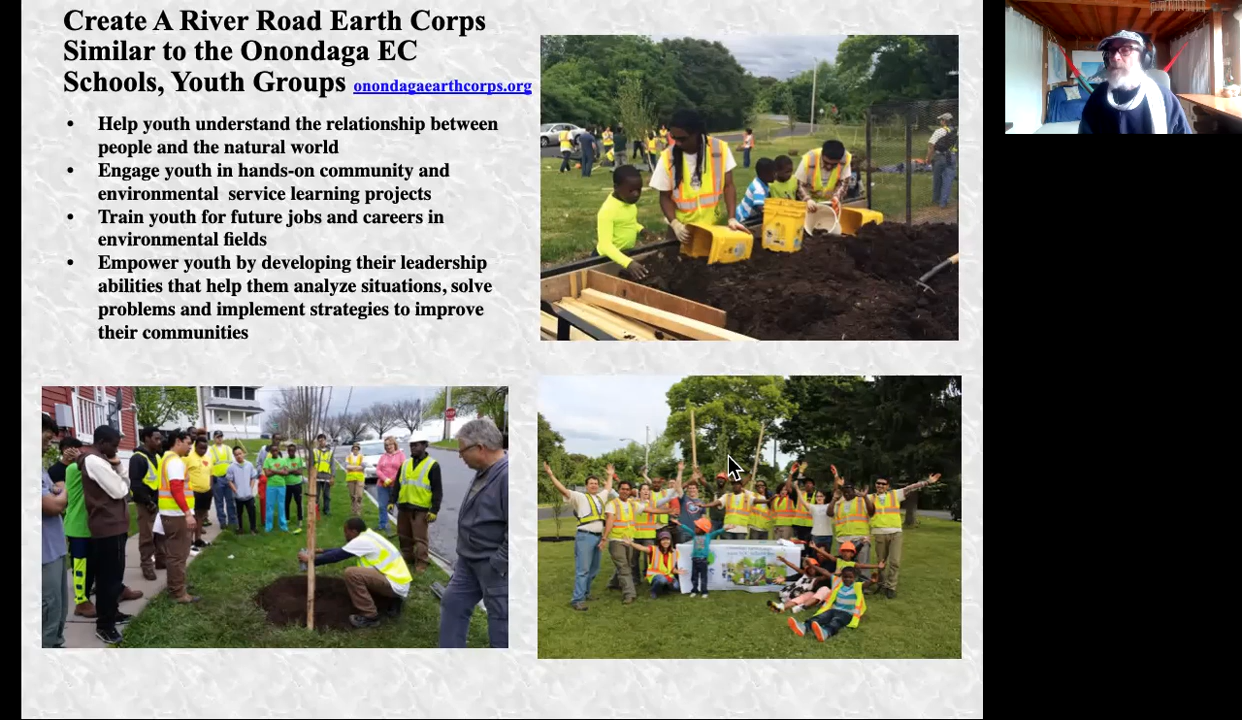 Create A River Road Earth Corps
Similar to the Onondaga EC
Schools, Youth Groups onondagaearthcorps.org
• Help youth understand the relationship between
people and the natural world
• Engage youth in hands-on community and
environmental service learning projects
• Train youth for future jobs and careers in
environmental fields
• Empower youth by developing their leadership
abilities that help them analyze situations, solve
problems and implement strategies to improve
their communities